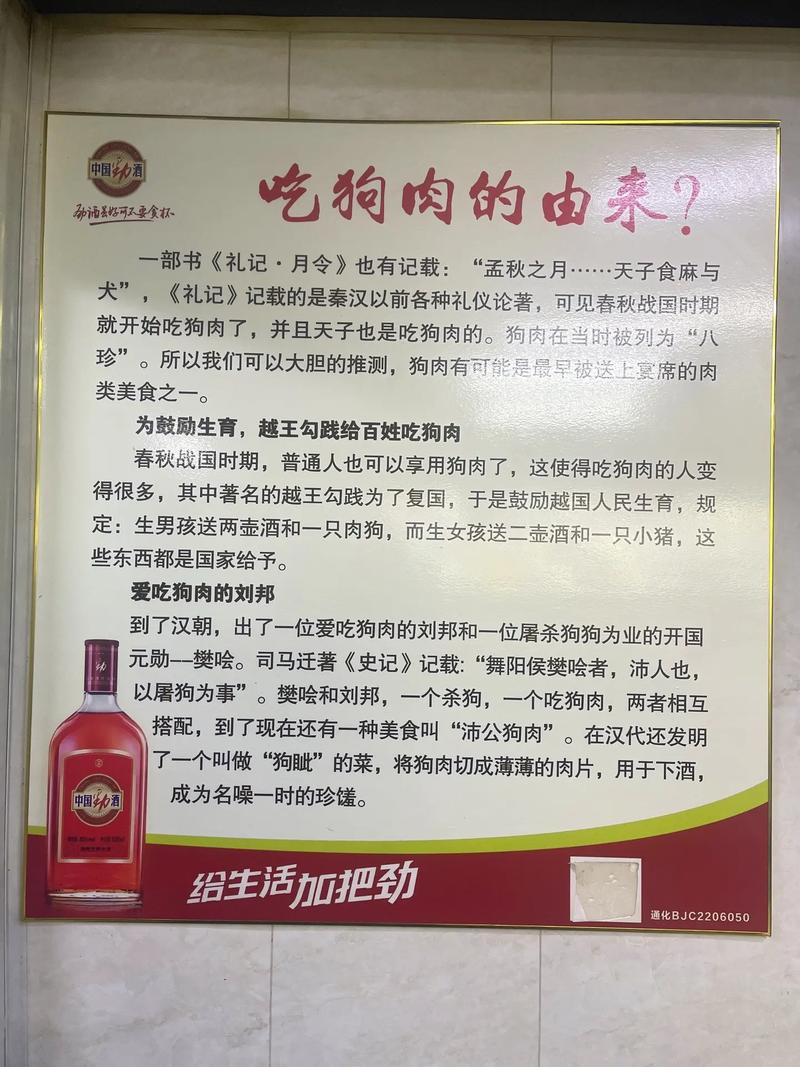 中国劲酒
劲酒虽好可不要贪杯
吃狗肉的由来？
一部书《礼记·月令》也有记载：“孟秋之月……天子食麻与
犬”，《礼记》记载的是秦汉以前各种礼仪论著，可见春秋战国时期
就开始吃狗肉了，并且天子也是吃狗肉的。狗肉在当时被列为“八
珍”。所以我们可以大胆的推测，狗肉有可能是最早被送上宴席的肉
类美食之一。
为鼓励生育，越王勾践给百姓吃狗肉
春秋战国时期，普通人也可以享用狗肉了，这使得吃狗肉的人变
得很多，其中著名的越王勾践为了复国，于是鼓励越国人民生育，规
定：生男孩送两壶酒和一只肉狗，而生女孩送二壶酒和一只小猪，这
些东西都是国家给予。
爱吃狗肉的刘邦
到了汉朝，出了一位爱吃狗肉的刘邦和一位屠杀狗狗为业的开国
元勋--樊哙。司马迁著《史记》记载:“舞阳侯樊哙者，沛人也，
以屠狗为事”。樊哙和刘邦，一个杀狗，一个吃狗肉，两者相互
搭配，到了现在还有一种美食叫“沛公狗肉”。在汉代还发明
了一个叫做“狗䏡”的菜，将狗肉切成薄薄的肉片，用于下酒，
成为名噪一时的珍馐。
劲
中国劲酒
给生活加把劲
通化BJC2206050